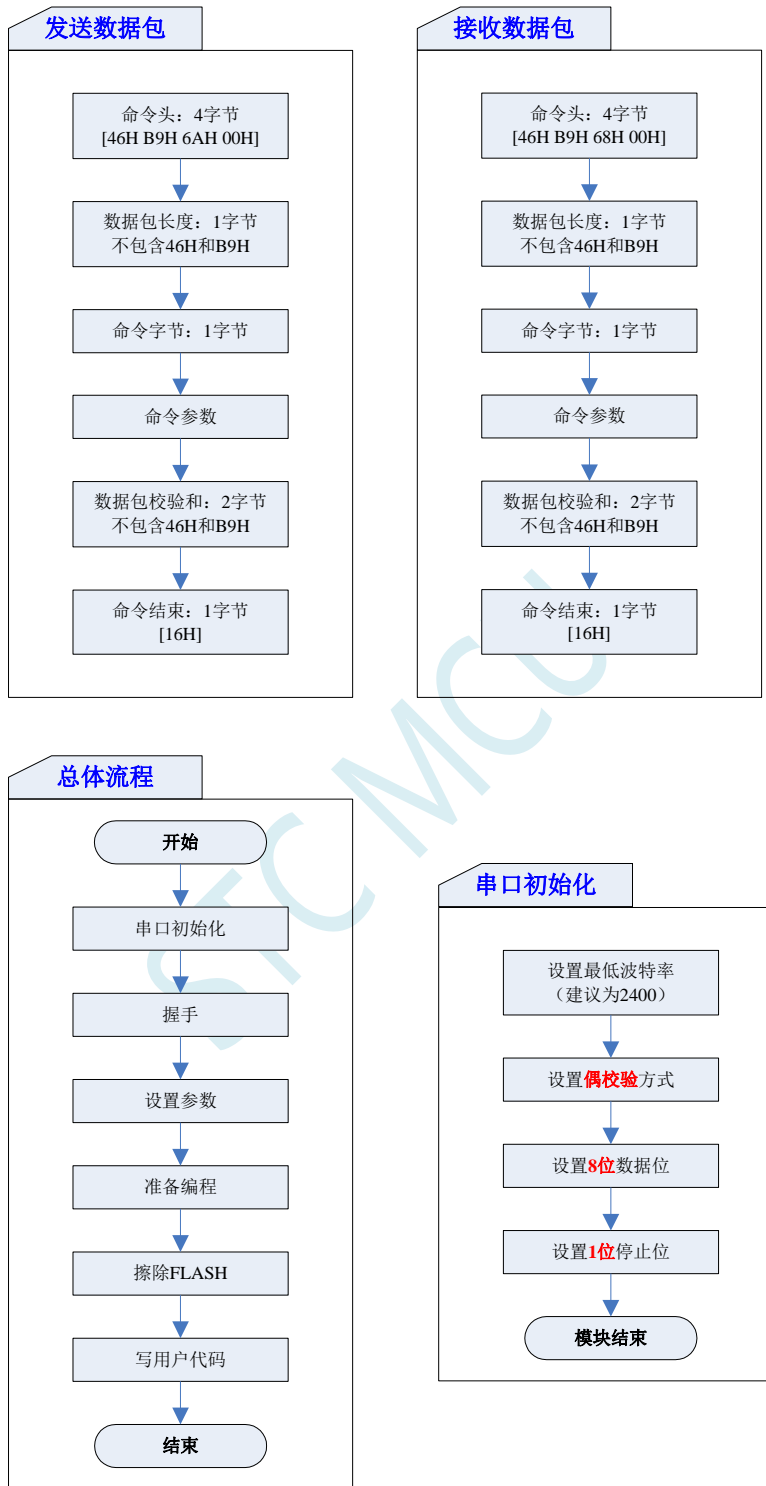 发送数据包
命令头：4字节
[46H B9H 6AH 00H]
数据包长度：1字节
不包含46H和B9H
命令字节：1字节
命令参数
数据包校验和：2字节
不包含46H和B9H
命令结束：1字节
[16H]
接收数据包
命令头：4字节
[46H B9H 68H 00H]
数据包长度：1字节
不包含46H和B9H
命令字节：1字节
命令参数
数据包校验和：2字节
不包含46H和B9H
命令结束：1字节
[16H]
总体流程
开始
串口初始化
握手
设置参数
准备编程
擦除FLASH
写用户代码
结束
串口初始化
设置最低波特率
（建议为2400）
设置偶校验方式
设置8位数据位
设置1位停止位
模块结束
STC MCU